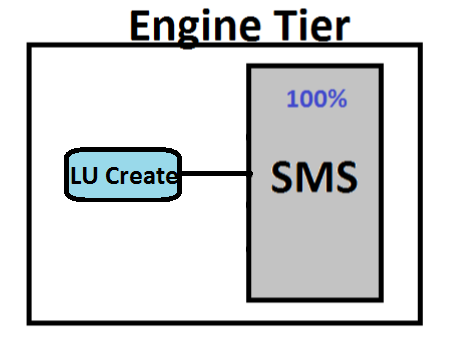 Engine Tier
100%
LU Create
SMS